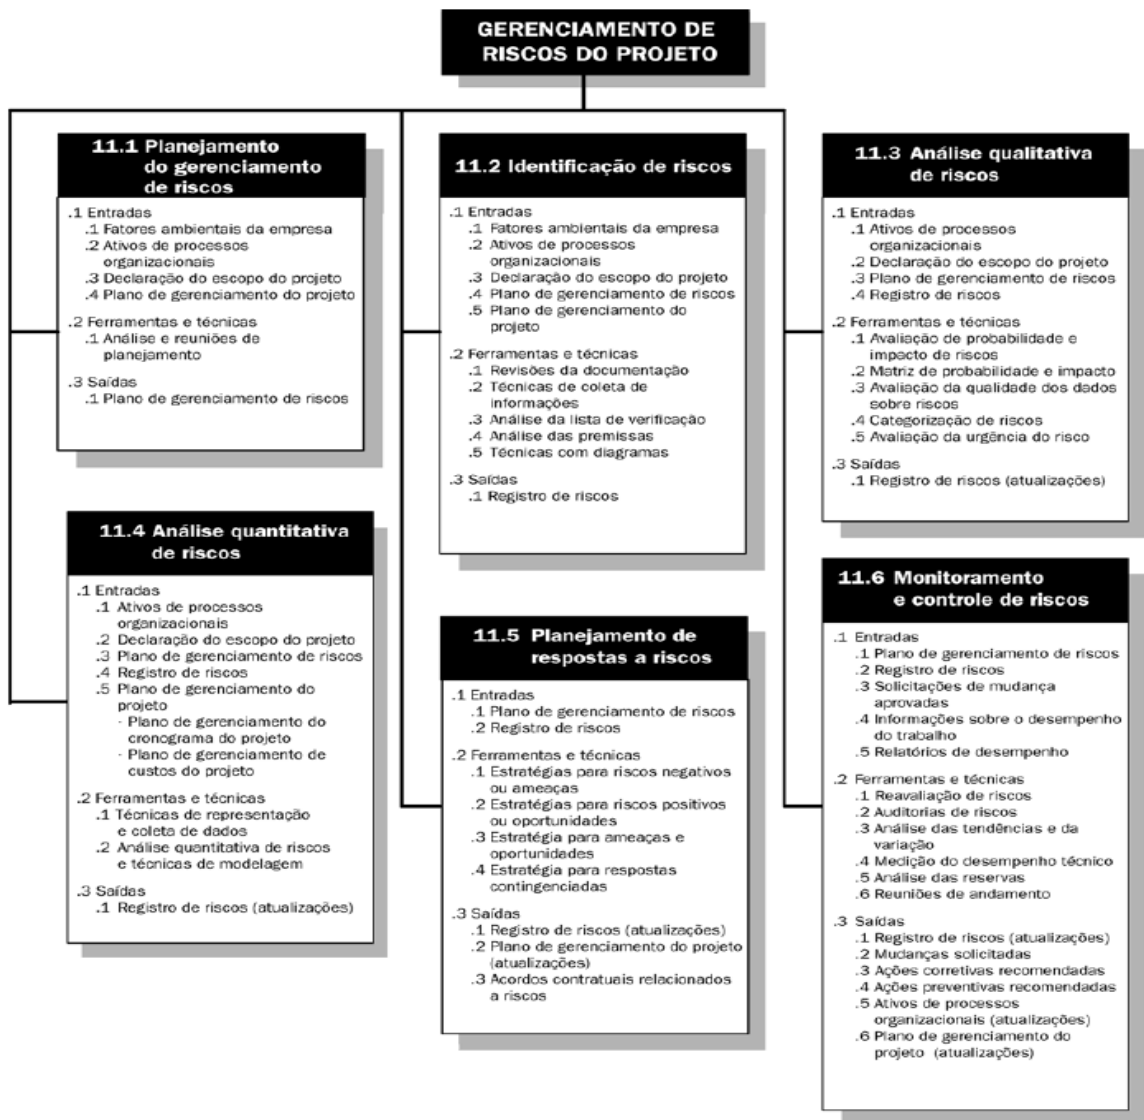 GERENCIAMENTO DE
RISCOS DO PROJETO
11.1 Planejamento
do gerenciamento
de riscos
.1 Entradas
.1 Fatores ambientais da empresa
.2 Ativos de processos
organizacionais
.3 Declaração do escopo do projeto
.4 Plano de gerenciamento do projeto
.2 Ferramentas e técnicas
.1 Análise e reuniões de
planejamento
.3 Saídas
.1 Plano de gerenciamento de riscos
11.2 Identificação de riscos
.1 Entradas
.1 Fatores ambientais da empresa
.2 Ativos de processos
organizacionais
.3 Declaração do escopo do projeto
.4 Plano de gerenciamento de riscos
.5 Plano de gerenciamento do
projeto
.2 Ferramentas e técnicas
.1 Revisões da documentação
.2 Técnicas de coleta de
informações
.3 Análise da lista de verificação
.4 Análise das premissas
.5 Técnicas com diagramas
.3 Saídas
.1 Registro de riscos
11.3 Análise qualitativa
de riscos
.1 Entradas
.1 Ativos de processos
organizacionais
.2 Declaração do escopo do projeto
.3 Plano de gerenciamento de riscos
.4 Registro de riscos
.2 Ferramentas e técnicas
.1 Avaliação de probabilidade e
impacto de riscos
.2 Matriz de probabilidade e impacto
.3 Avaliação da qualidade dos dados
sobre riscos
.4 Categorização de riscos
.5 Avaliação da urgência do risco
.3 Saídas
.1 Registro de riscos (atualizações)
11.4 Análise quantitativa
de riscos
.1 Entradas
.1 Ativos de processos
organizacionais
.2 Declaração do escopo do projeto
.3 Plano de gerenciamento de riscos
.4 Registro de riscos
.5 Plano de gerenciamento do
projeto
- Plano de gerenciamento do
cronograma do projeto
- Plano de gerenciamento de
custos do projeto
.2 Ferramentas e técnicas
.1 Técnicas de representação
e coleta de dados
.2 Análise quantitativa de riscos
e técnicas de modelagem
.3 Saídas
.1 Registro de riscos (atualizações)
11.5 Planejamento de
respostas a riscos
.1 Entradas
.1 Plano de gerenciamento de riscos
.2 Registro de riscos
.2 Ferramentas e técnicas
.1 Estratégias para riscos negativos
ou ameaças
.2 Estratégias para riscos positivos
ou oportunidades
.3 Estratégia para ameaças e
oportunidades
.4 Estratégia para respostas
contingenciadas
.3 Saídas
.1 Registro de riscos (atualizações)
.2 Plano de gerenciamento do projeto
(atualizações)
.3 Acordos contratuais relacionados
a riscos
11.6 Monitoramento
e controle de riscos
.1 Entradas
.1 Plano de gerenciamento de riscos
.2 Registro de riscos
.3 Solicitações de mudança
aprovadas
.4 Informações sobre o desempenho
do trabalho
.5 Relatórios de desempenho
.2 Ferramentas e técnicas
.1 Reavaliação de riscos
.2 Auditorias de riscos
.3 Análise das tendências e da
variação
.4 Medição do desempenho técnico
.5 Análise das reservas
.6 Reuniões de andamento
.3 Saídas
.1 Registro de riscos (atualizações)
.2 Mudanças solicitadas
.3 Ações corretivas recomendadas
.4 Ações preventivas recomendadas
.5 Ativos de processos
organizacionais (atualizações)
.6 Plano de gerenciamento do
projeto (atualizações)